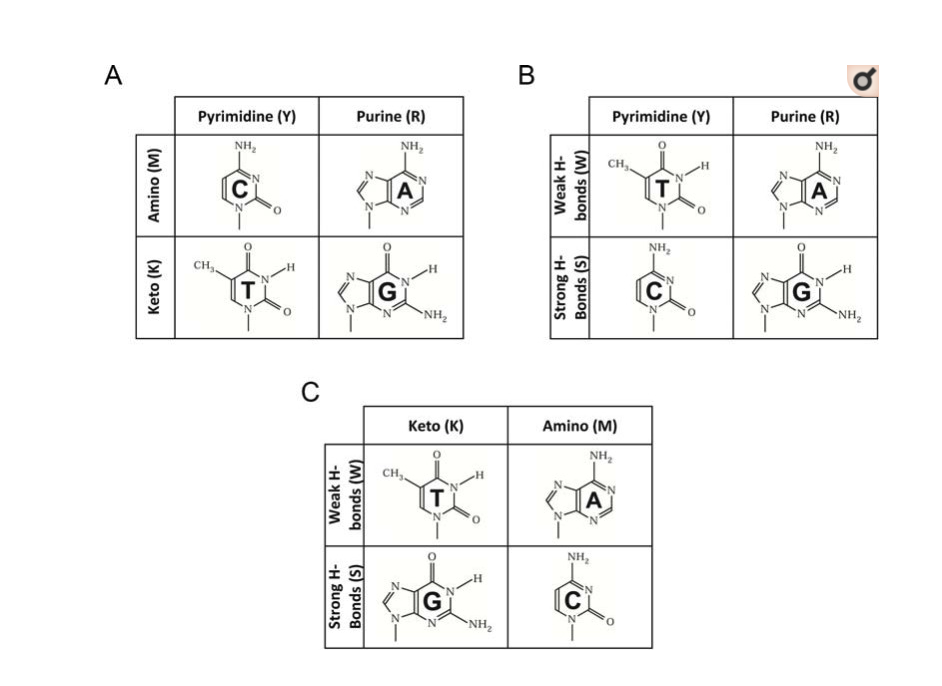 A
Pyrimidine (Y) Purine (R)
Amino (M)
NH₂ N N O C
NH₂ N N N N A
Keto (K)
O CH₃ N H N O T
O N N H N N NH₂ G
B
Pyrimidine (Y) Purine (R)
Weak H-
bonds (W)
O CH₃ N H N O T
NH₂ N N N N A
Strong H-
Bonds (S)
NH₂ N N O C
O N N H N N NH₂ G
C
Keto (K) Amino (M)
Weak H-
bonds (W)
O CH₃ N H N O T
NH₂ N N N N A
Strong H-
Bonds (S)
O N N H N N NH₂ G
NH₂ N N O C